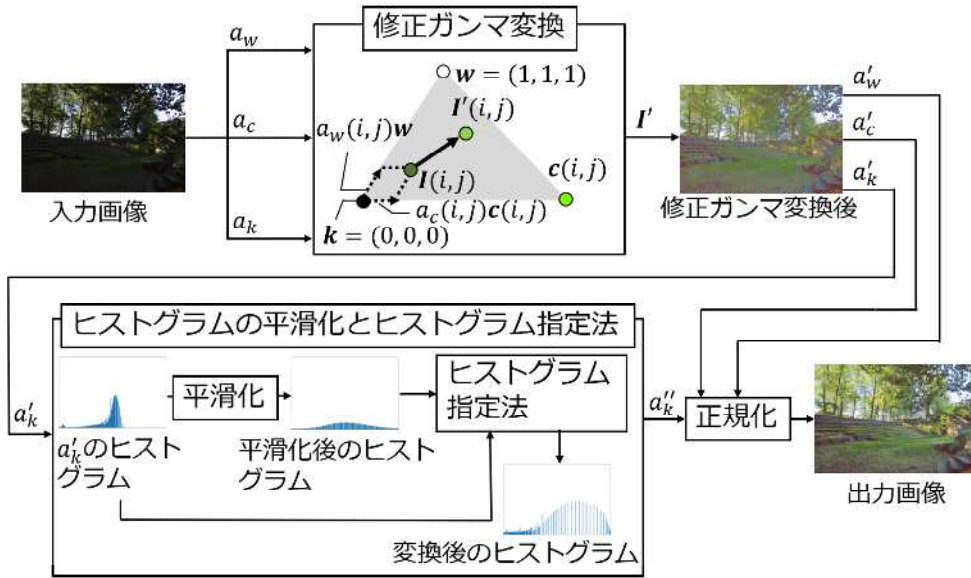 修正ガンマ変換
a_w
a_c
a_k
入力画像
w = (1, 1, 1)
I'(i, j)
a_w(i, j)w
I(i, j)
c(i, j)
a_c(i, j)c(i, j)
k = (0, 0, 0)
I'
修正ガンマ変換後
a'_w
a'_c
a'_k
ヒストグラムの平滑化とヒストグラム指定法
a'_k
平滑化
ヒストグラム
指定法
a'_kのヒスト
グラム
平滑化後のヒスト
グラム
変換後のヒストグラム
a''_k
正規化
出力画像